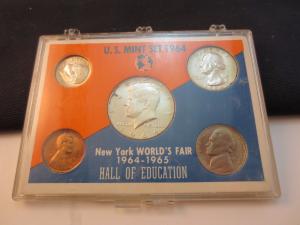 U.S. MINT SET 1964
New York WORLD'S FAIR
1964-1965
HALL OF EDUCATION